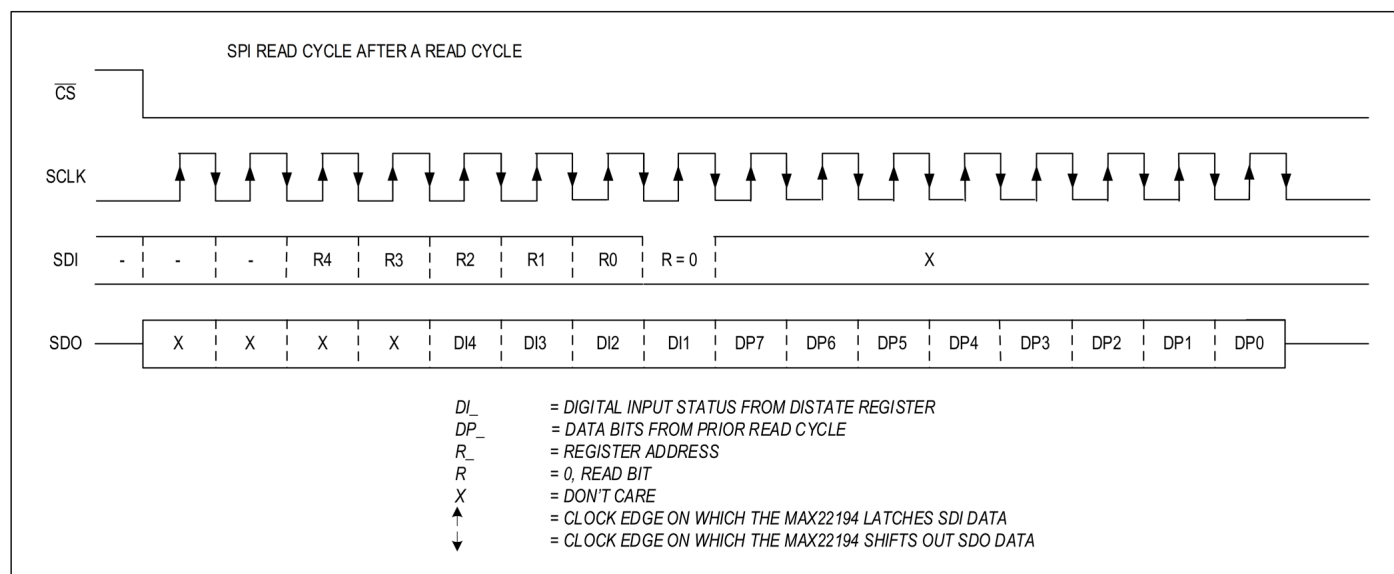 SPI READ CYCLE AFTER A READ CYCLE
CS
SCLK
SDI - - - R4 R3 R2 R1 R0 R = 0 X
SDO X X X X DI4 DI3 DI2 DI1 DP7 DP6 DP5 DP4 DP3 DP2 DP1 DP0
DI_ = DIGITAL INPUT STATUS FROM DISTATE REGISTER
DP_ = DATA BITS FROM PRIOR READ CYCLE
R_ = REGISTER ADDRESS
R = 0, READ BIT
X = DON'T CARE
↑ = CLOCK EDGE ON WHICH THE MAX22194 LATCHES SDI DATA
↓ = CLOCK EDGE ON WHICH THE MAX22194 SHIFTS OUT SDO DATA